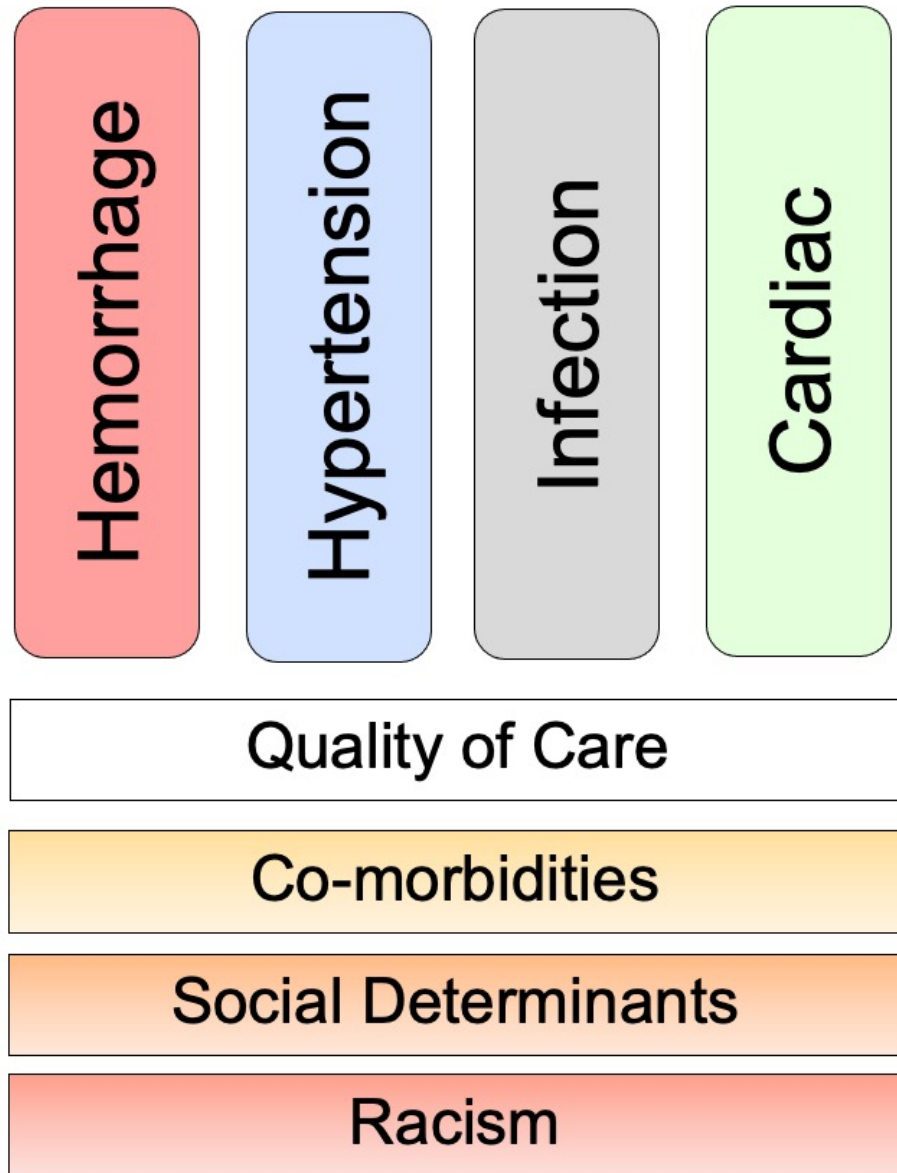 Hemorrhage
Hypertension
Infection
Cardiac
Quality of Care
Co-morbidities
Social Determinants
Racism